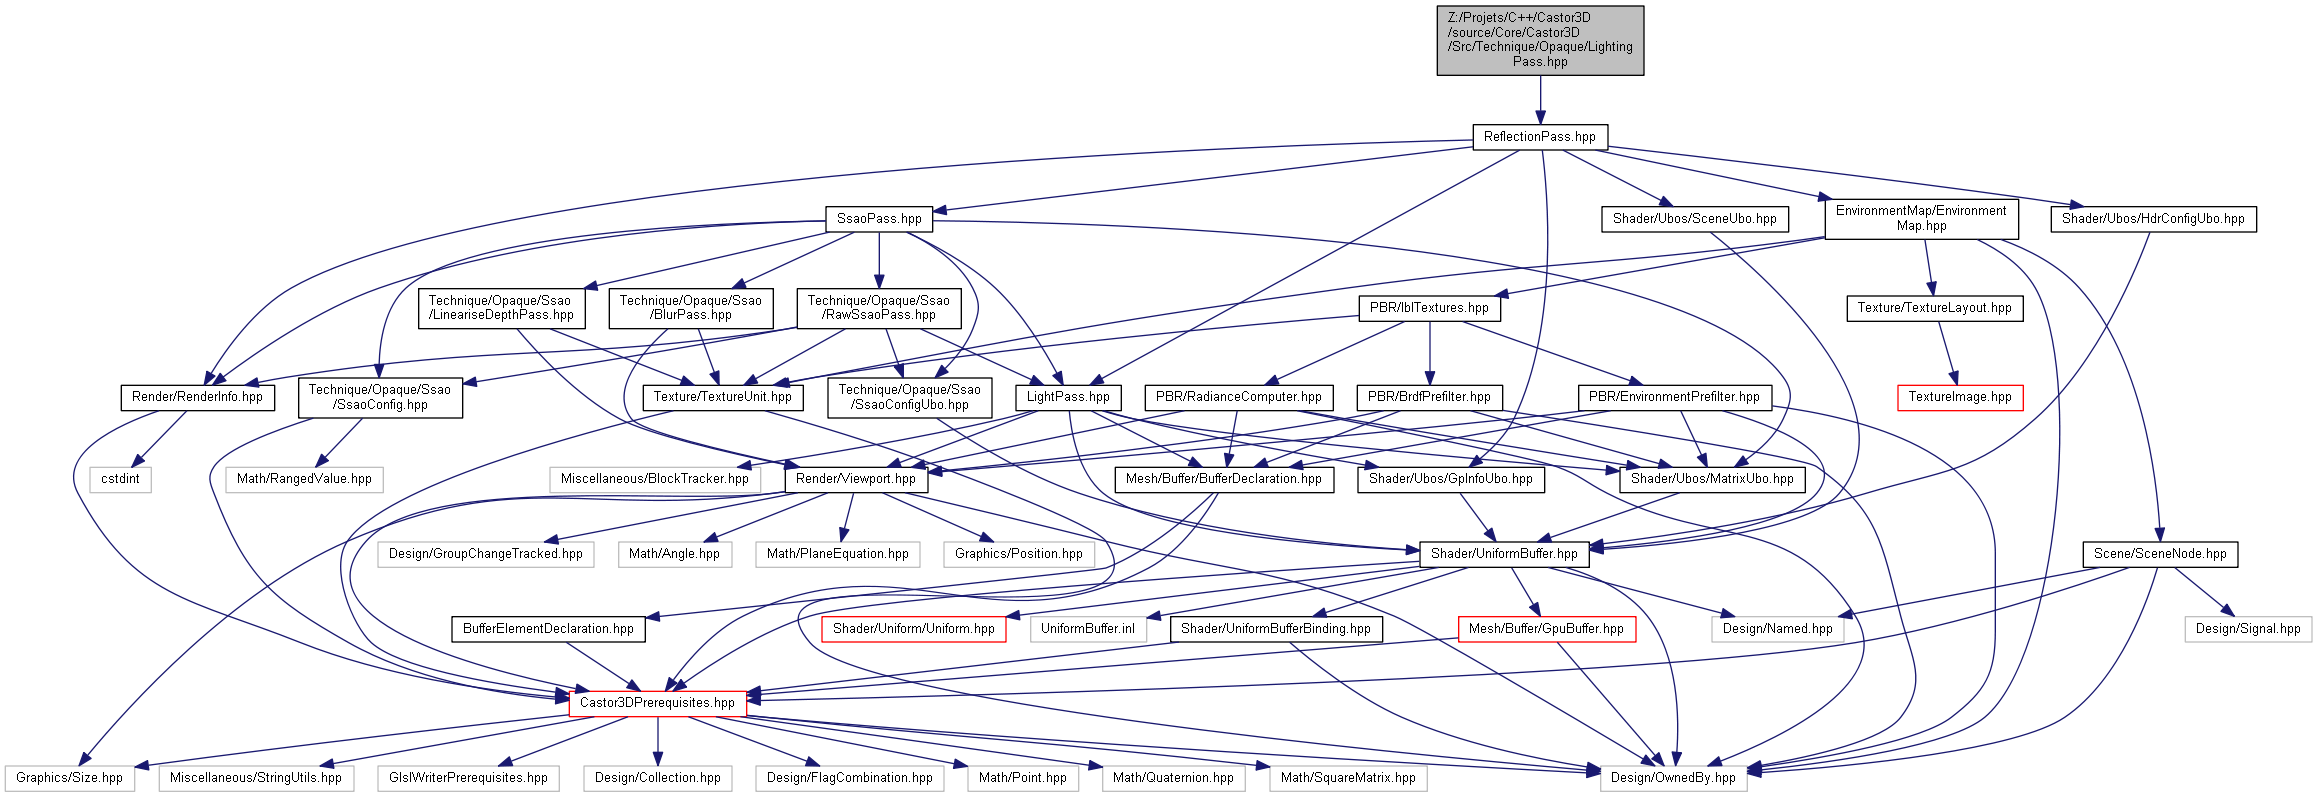 Z:/Projets/C++/Castor3D
/source/Core/Castor3D
/Src/Technique/Opaque/Lighting
Pass.hpp
ReflectionPass.hpp
SsaoPass.hpp
Shader/Ubos/SceneUbo.hpp
EnvironmentMap/Environment
Map.hpp
Shader/Ubos/HdrConfigUbo.hpp
Technique/Opaque/Ssao
/LineariseDepthPass.hpp
Technique/Opaque/Ssao
/BlurPass.hpp
Technique/Opaque/Ssao
/RawSsaoPass.hpp
PBR/IblTextures.hpp
Texture/TextureLayout.hpp
Render/RenderInfo.hpp
Technique/Opaque/Ssao
/SsaoConfig.hpp
Texture/TextureUnit.hpp
Technique/Opaque/Ssao
/SsaoConfigUbo.hpp
LightPass.hpp
PBR/RadianceComputer.hpp
PBR/BrdfPrefilter.hpp
PBR/EnvironmentPrefilter.hpp
TextureImage.hpp
cstdint
Math/RangedValue.hpp
Miscellaneous/BlockTracker.hpp
Render/Viewport.hpp
Mesh/Buffer/BufferDeclaration.hpp
Shader/Ubos/GpInfoUbo.hpp
Shader/Ubos/MatrixUbo.hpp
Design/GroupChangeTracked.hpp
Math/Angle.hpp
Math/PlaneEquation.hpp
Graphics/Position.hpp
Shader/UniformBuffer.hpp
Scene/SceneNode.hpp
BufferElementDeclaration.hpp
Shader/Uniform/Uniform.hpp
UniformBuffer.inl
Shader/UniformBufferBinding.hpp
Mesh/Buffer/GpuBuffer.hpp
Design/Named.hpp
Design/Signal.hpp
Castor3DPrerequisites.hpp
Graphics/Size.hpp
Miscellaneous/StringUtils.hpp
GlslWriterPrerequisites.hpp
Design/Collection.hpp
Design/FlagCombination.hpp
Math/Point.hpp
Math/Quaternion.hpp
Math/SquareMatrix.hpp
Design/OwnedBy.hpp